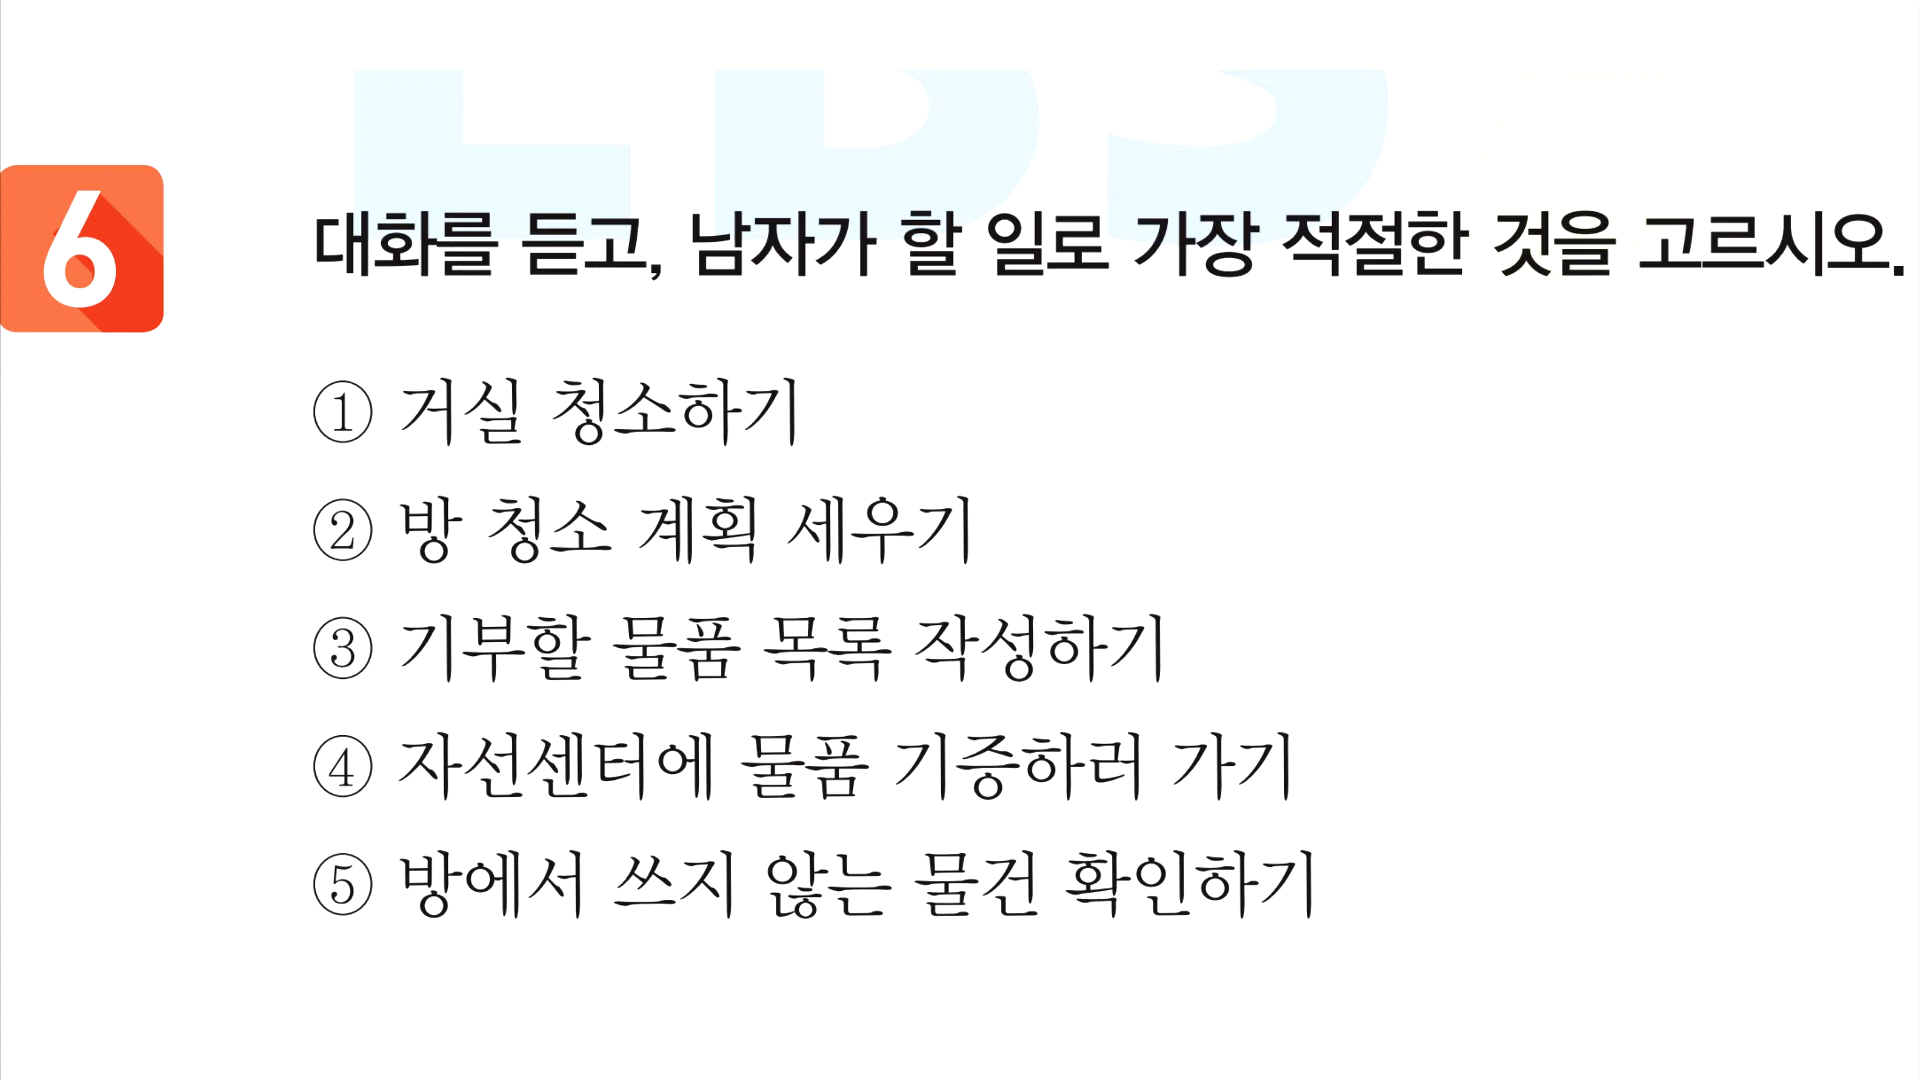 EBS
6
대화를 듣고, 남자가 할 일로 가장 적절한 것을 고르시오.
① 거실 청소하기
② 방 청소 계획 세우기
③ 기부할 물품 목록 작성하기
④ 자선센터에 물품 기증하러 가기
⑤ 방에서 쓰지 않는 물건 확인하기